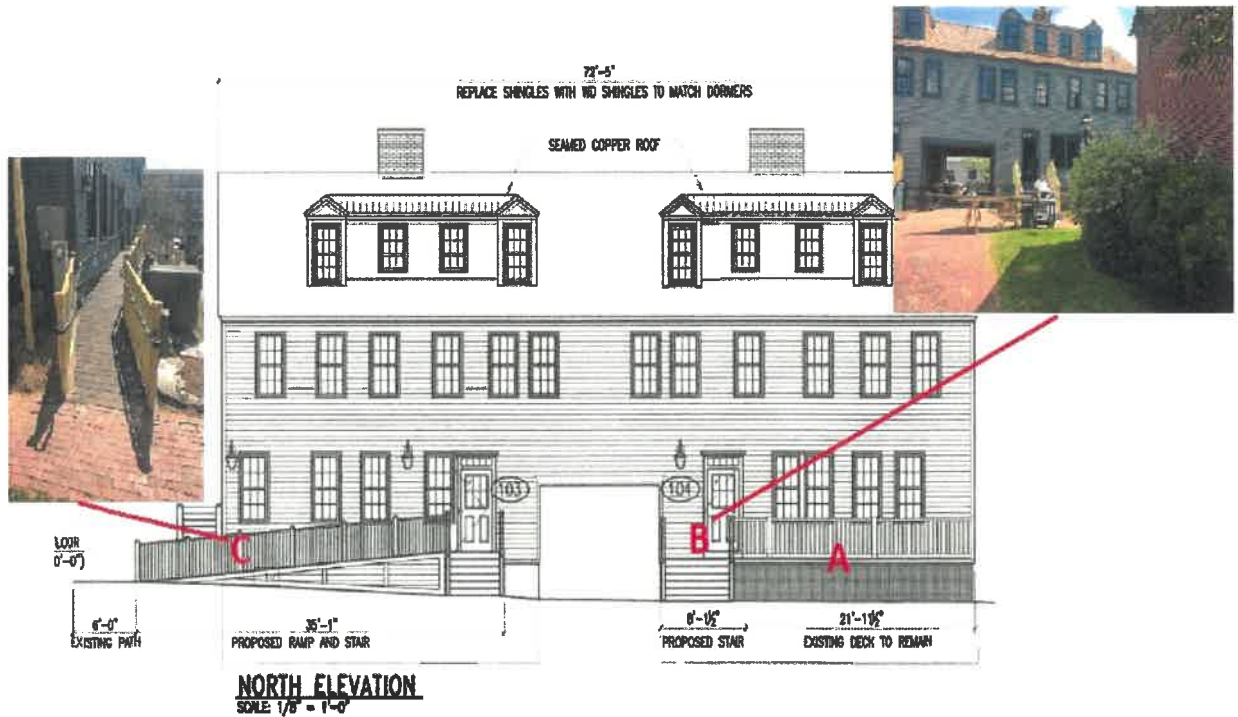 72'-5"
REPLACE SHINGLES WITH WD SHINGLES TO MATCH DORMERS
SEAMED COPPER ROOF
103
104
B
A
C
0'-0")
6'-0"
EXISTING PATH
35'-1"
PROPOSED RAMP AND STAIR
8'-1½"
PROPOSED STAIR
21'-11½"
EXISTING DECK TO REMAIN
NORTH ELEVATION
SCALE: 1/8" = 1'-0"